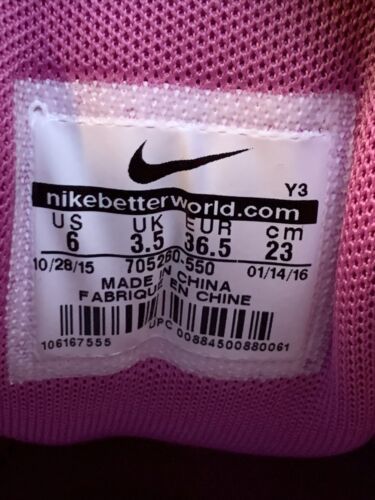 Y3
nikebetterworld.com
US UK EUR cm
6 3.5 36.5 23
10/28/15 705260-550 01/14/16
MADE IN CHINA
FABRIQUE EN CHINE
106167555 UPC 00884500880061